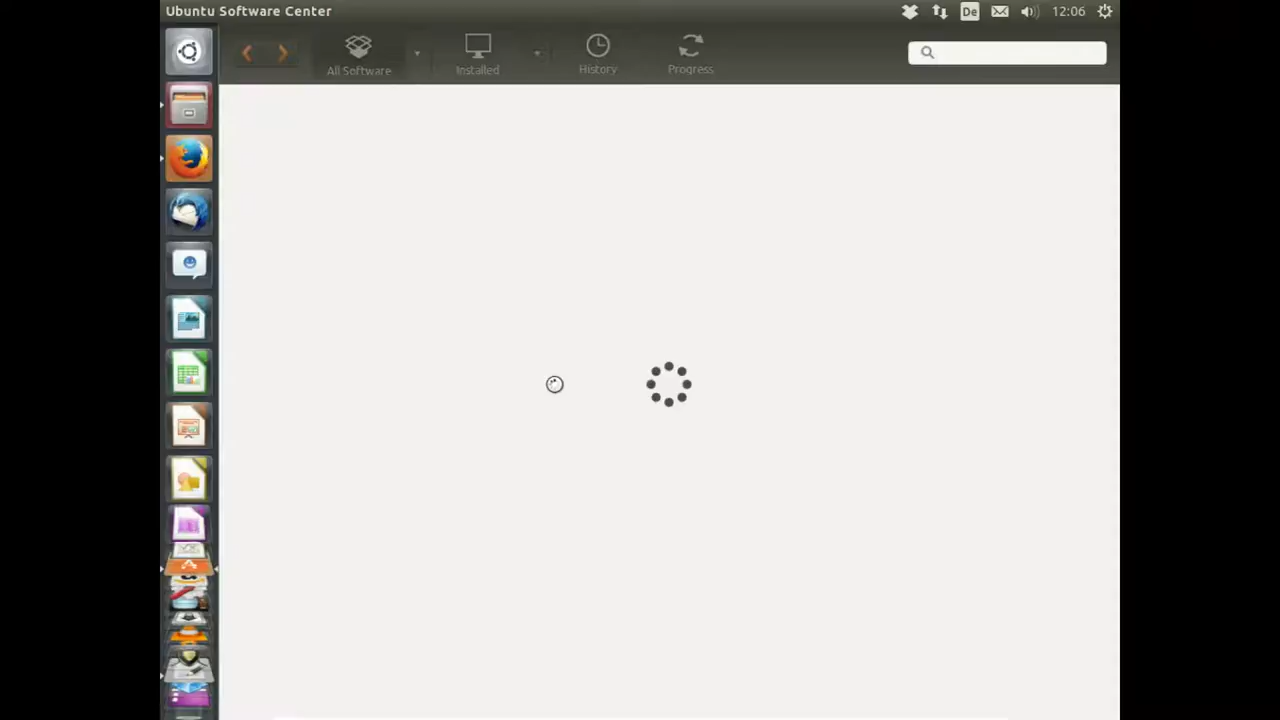 Ubuntu Software Center
De
12:06
All Software
Installed
History
Progress